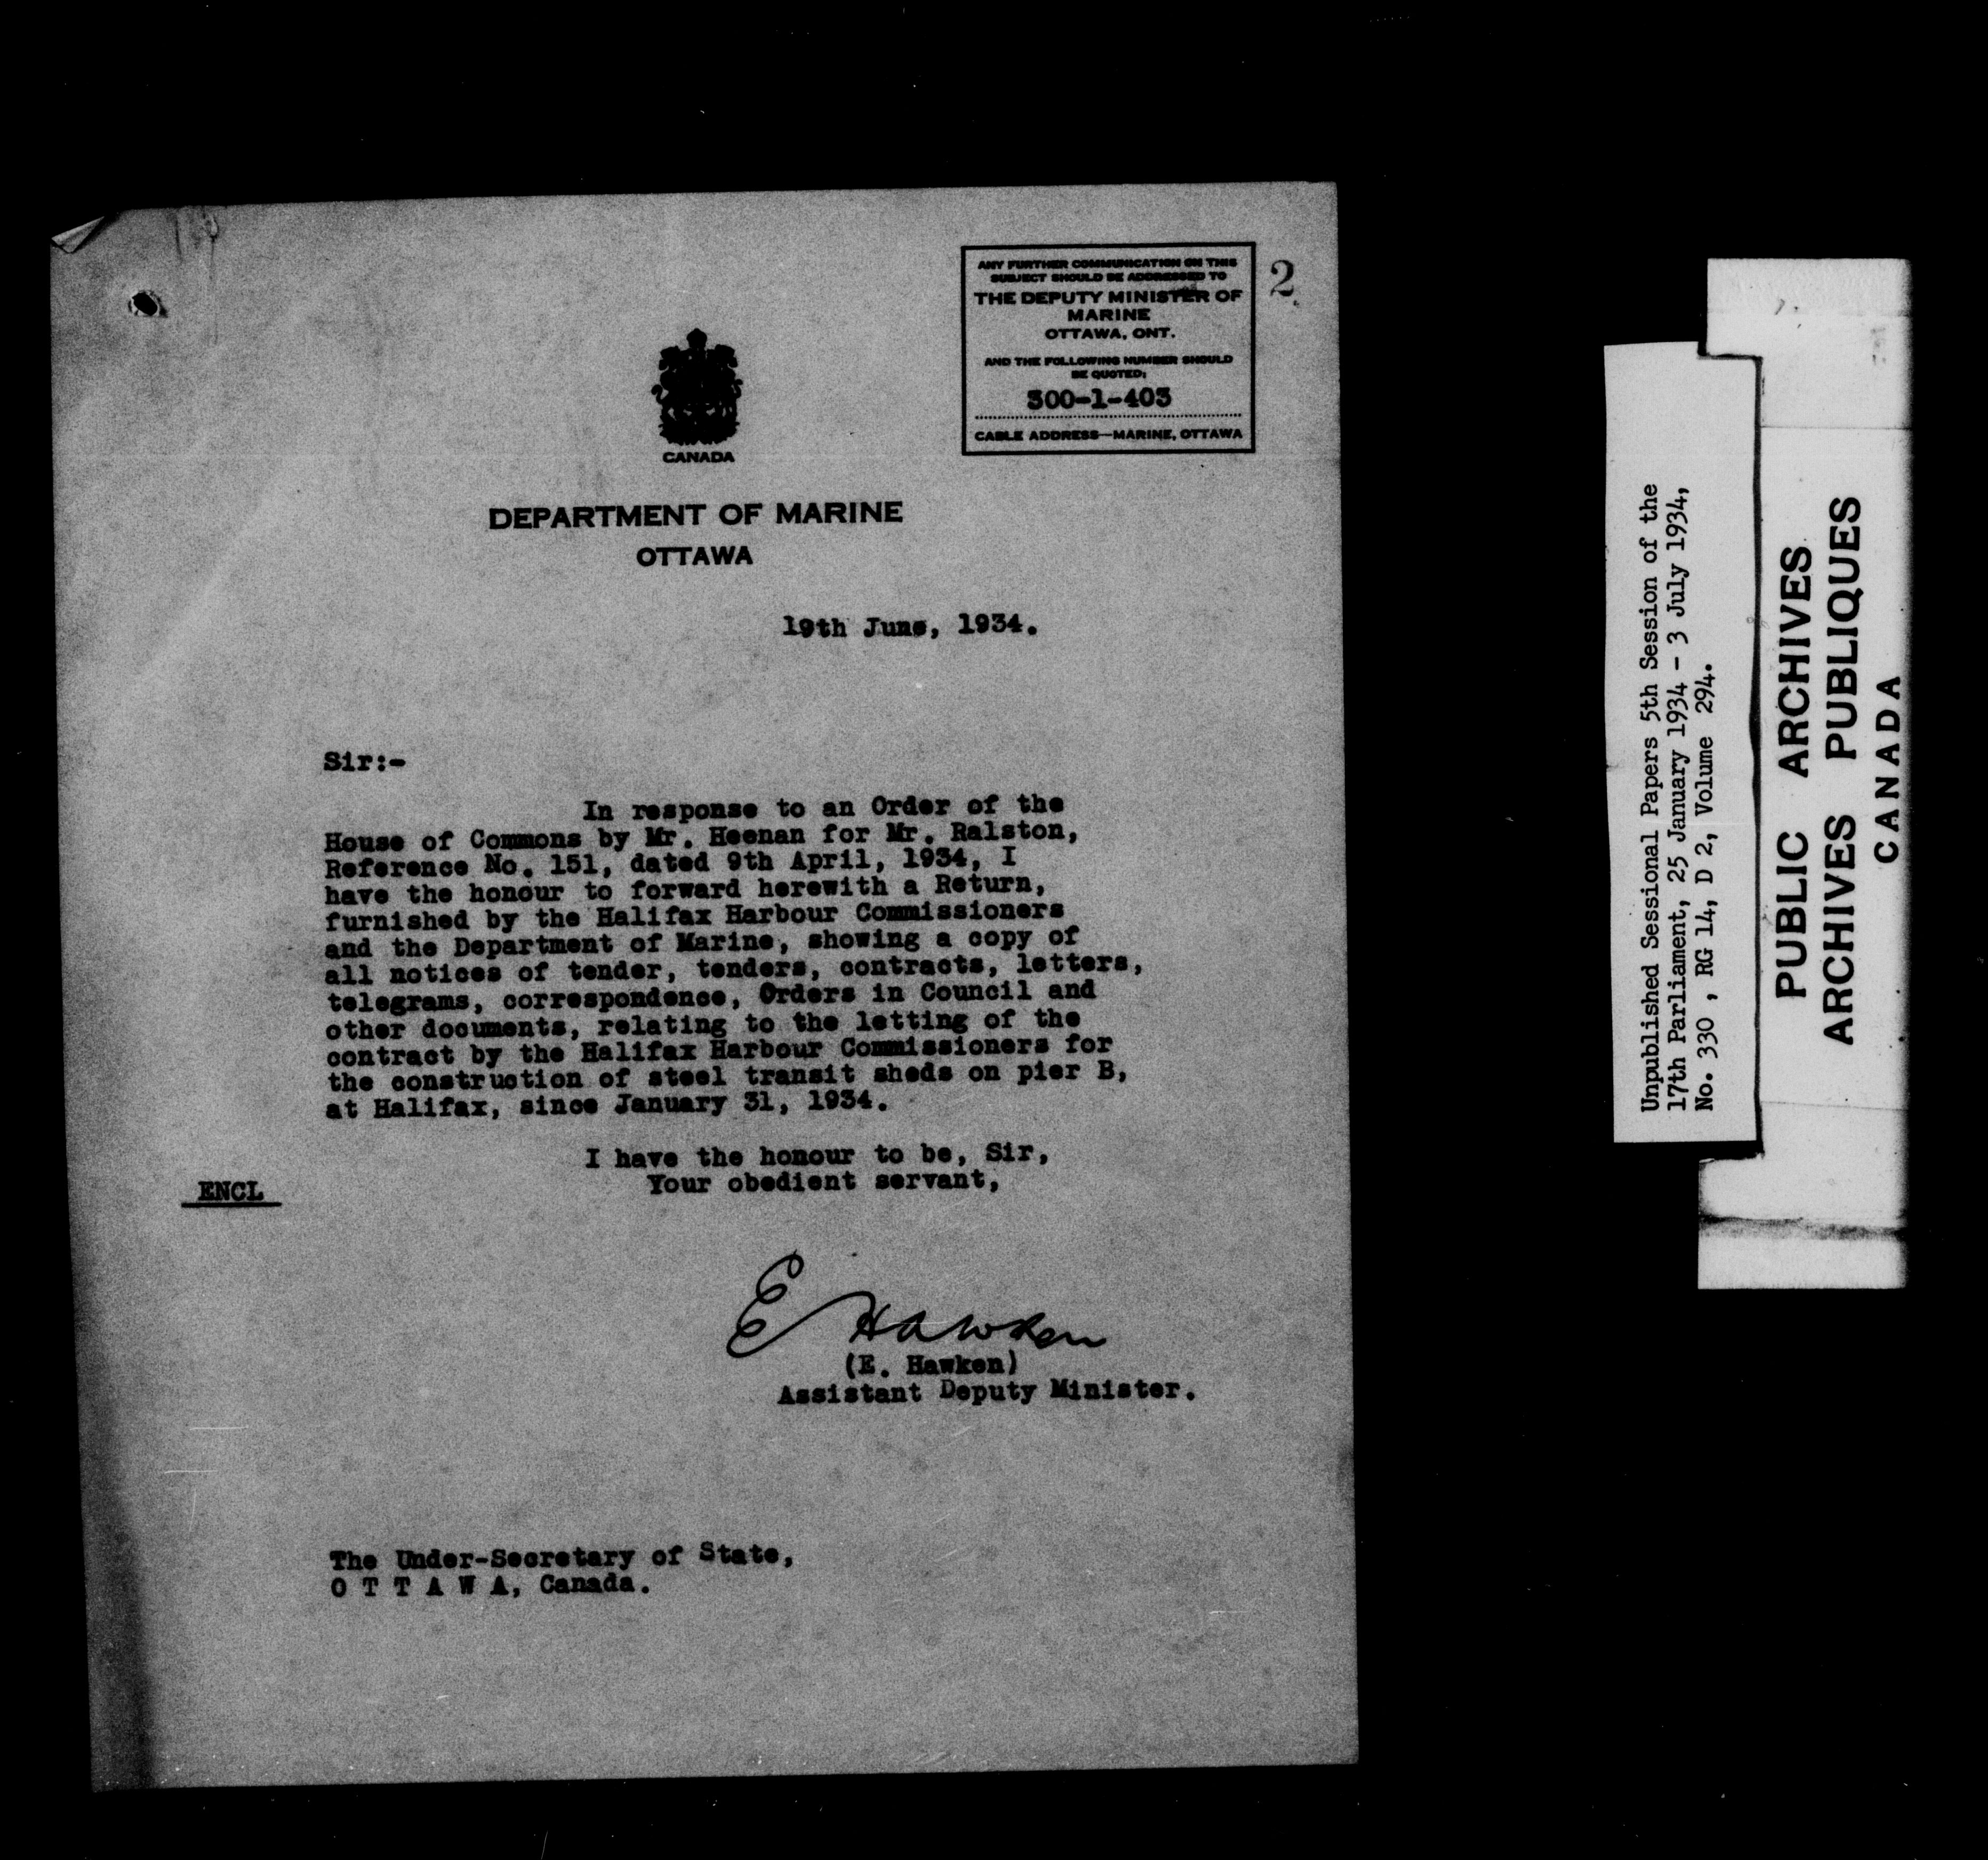 ANY FURTHER COMMUNICATION ON THIS
SUBJECT SHOULD BE ADDRESSED TO
THE DEPUTY MINISTER OF
MARINE
OTTAWA, ONT.
AND THE FOLLOWING NUMBER SHOULD
BE QUOTED:
300-1-403
CABLE ADDRESS—MARINE, OTTAWA
2
CANADA
DEPARTMENT OF MARINE
OTTAWA
19th June, 1934.
Sir:-
In response to an Order of the
House of Commons by Mr. Heenan for Mr. Ralston,
Reference No. 151, dated 9th April, 1934, I
have the honour to forward herewith a Return,
furnished by the Halifax Harbour Commissioners
and the Department of Marine, showing a copy of
all notices of tender, tenders, contracts, letters,
telegrams, correspondence, Orders in Council and
other documents, relating to the letting of the
contract by the Halifax Harbour Commissioners for
the construction of steel transit sheds on pier B,
at Halifax, since January 31, 1934.
I have the honour to be, Sir,
Your obedient servant,
ENCL
E Hawken
(E. Hawken)
Assistant Deputy Minister.
The Under-Secretary of State,
O T T A W A, Canada.
Unpublished Sessional Papers 5th Session of the
17th Parliament, 25 January 1934 - 3 July 1934,
No. 330 , RG 14, D 2, Volume 294.
PUBLIC ARCHIVES
ARCHIVES PUBLIQUES
CANADA